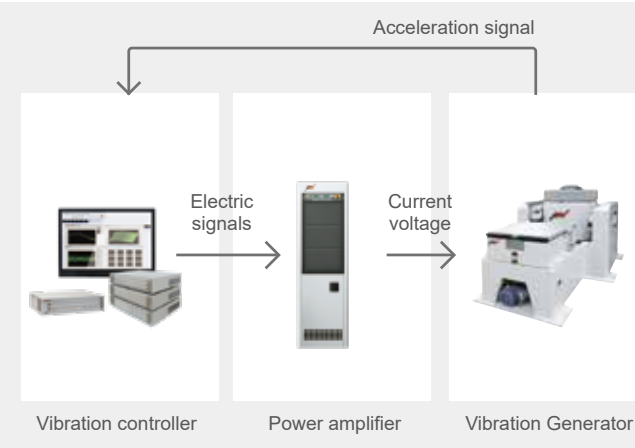 Acceleration signal
Electric
signals
Current
voltage
Vibration controller
Power amplifier
Vibration Generator